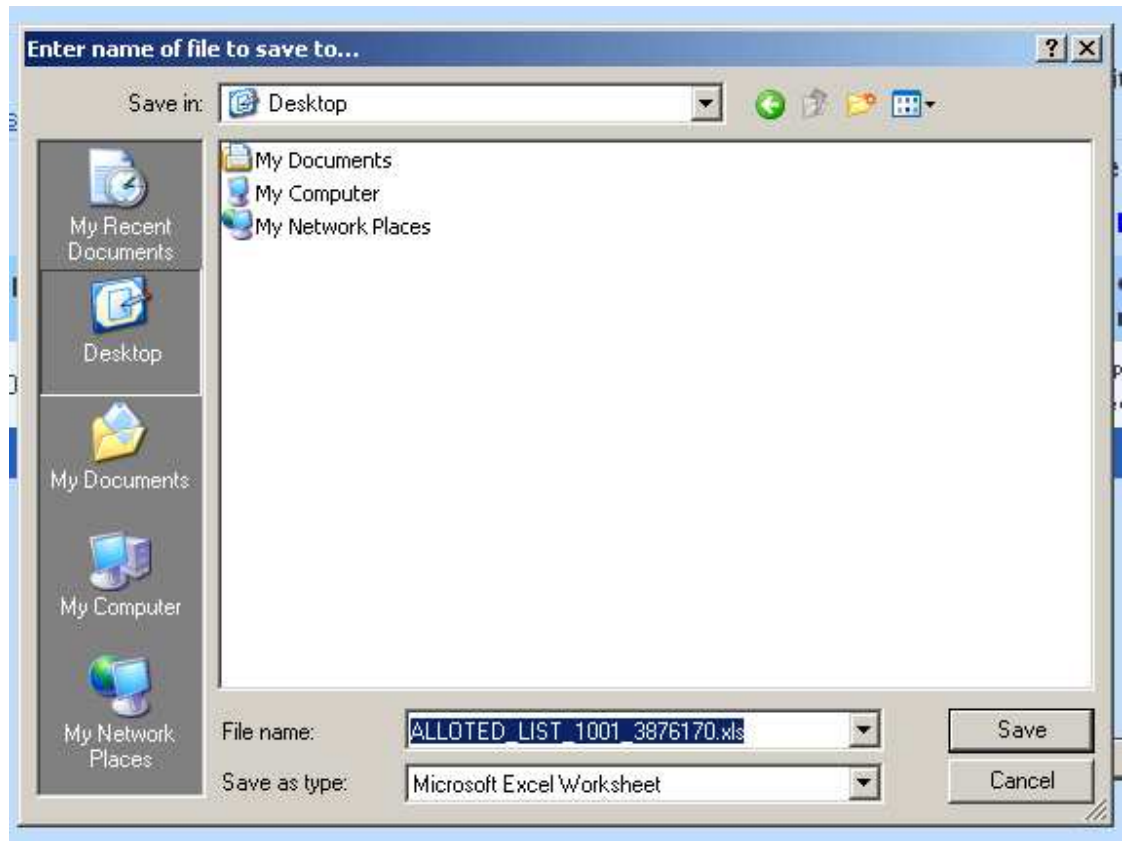 Enter name of file to save to...
Save in: Desktop
My Documents
My Computer
My Network Places
My Recent
Documents
Desktop
My Documents
My Computer
My Network
Places
File name: ALLOTED_LIST_1001_3876170.xls Save
Save as type: Microsoft Excel Worksheet Cancel